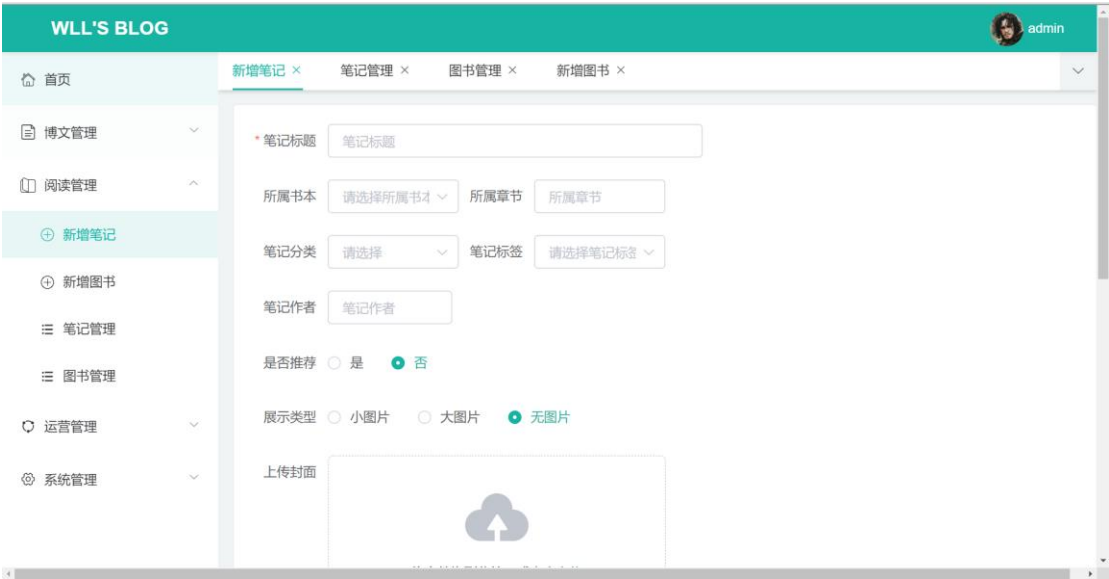 WLL'S BLOG
admin
首页
新增笔记 × 笔记管理 × 图书管理 × 新增图书 ×
博文管理
阅读管理
新增笔记
新增图书
笔记管理
图书管理
运营管理
系统管理
* 笔记标题 笔记标题
所属书本 请选择所属书本 所属章节 所属章节
笔记分类 请选择 笔记标签 请选择笔记标签
笔记作者 笔记作者
是否推荐 是 否
展示类型 小图片 大图片 无图片
上传封面